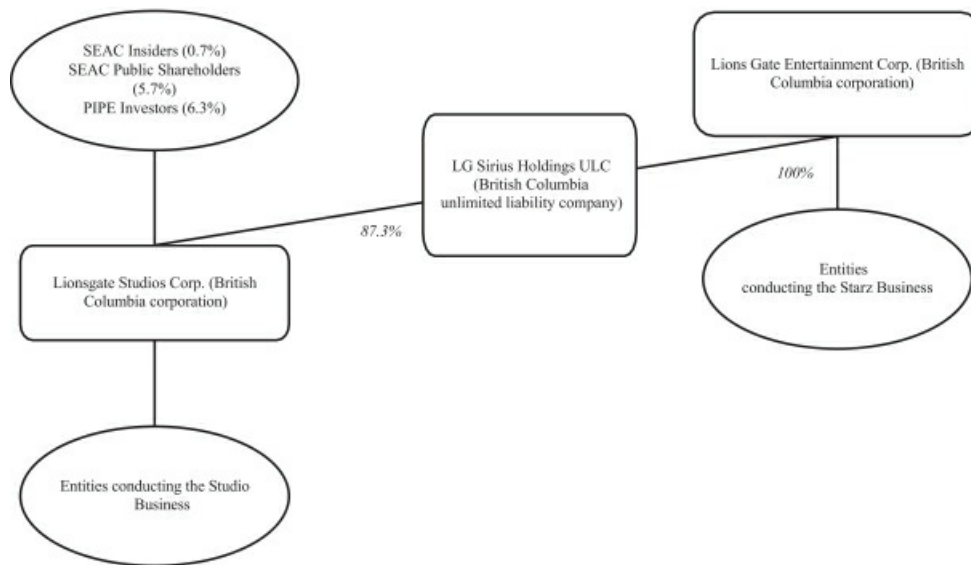 SEAC Insiders (0.7%)
SEAC Public Shareholders
(5.7%)
PIPE Investors (6.3%)
Lions Gate Entertainment Corp. (British
Columbia corporation)
LG Sirius Holdings ULC
(British Columbia
unlimited liability company)
100%
87.3%
Lionsgate Studios Corp. (British
Columbia corporation)
Entities
conducting the Starz Business
Entities conducting the Studio
Business